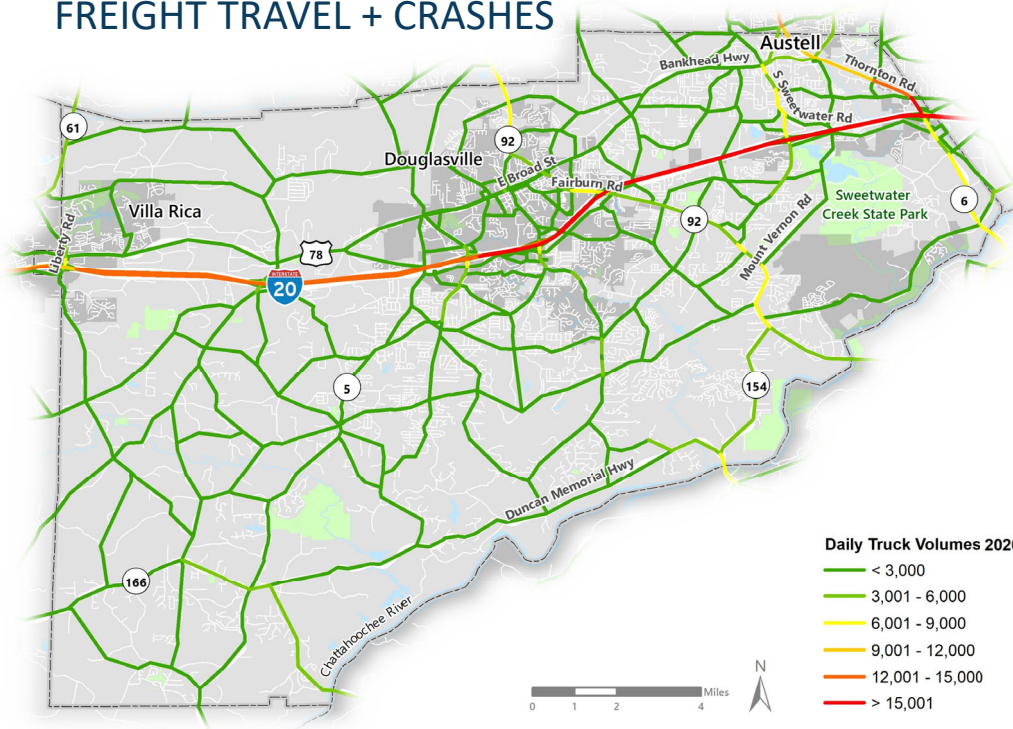 FREIGHT TRAVEL + CRASHES
Austell
Bankhead Hwy
Thornton Rd
S Sweetwater Rd
61
92
Douglasville
E Broad St
Fairburn Rd
Sweetwater
Creek State Park
6
Villa Rica
Liberty Rd
92
Mount Vernon Rd
78
INTERSTATE
20
5
154
Duncan Memorial Hwy
166
Chattahoochee River
Daily Truck Volumes 2020
< 3,000
3,001 - 6,000
6,001 - 9,000
9,001 - 12,000
12,001 - 15,000
> 15,001
N
Miles
0 1 2 4